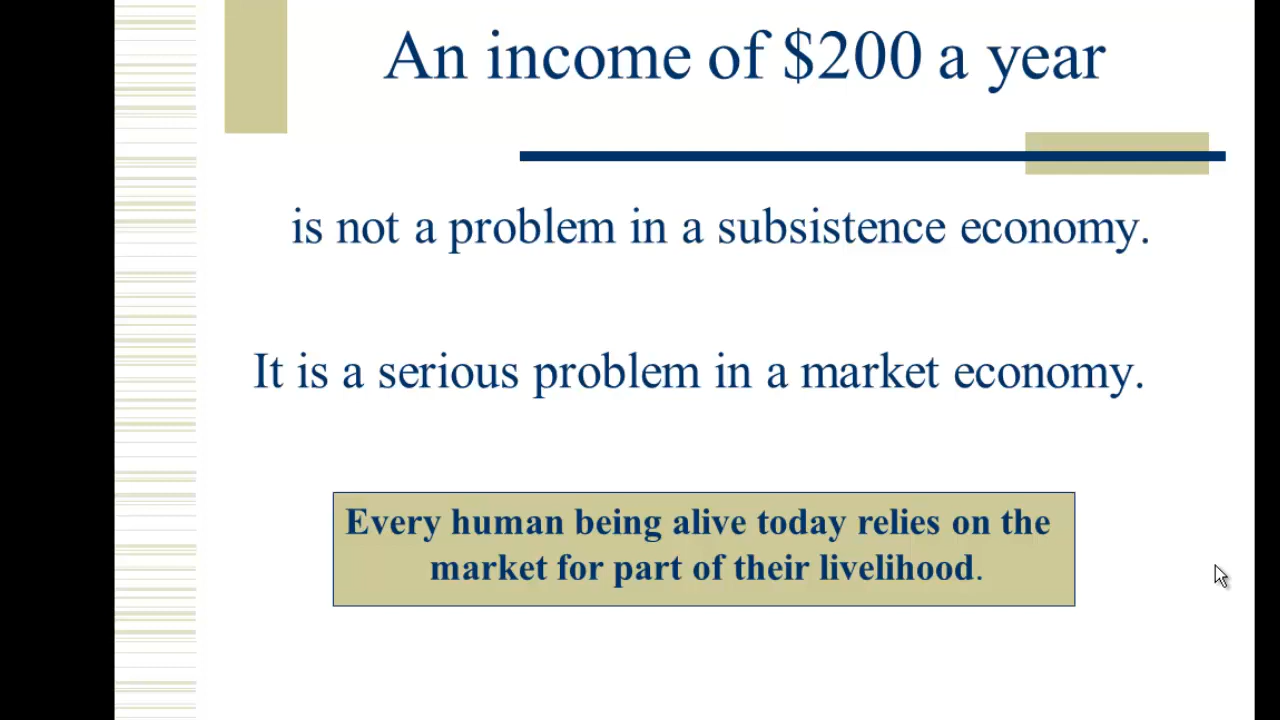 An income of $200 a year
is not a problem in a subsistence economy.
It is a serious problem in a market economy.
Every human being alive today relies on the
market for part of their livelihood.